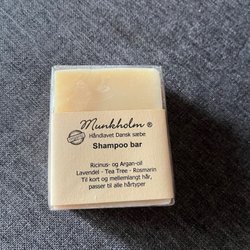 Munkholm ®
Håndlavet Dansk sæbe
Shampoo bar
Ricinus- og Argan-oil
Lavendel - Tea Tree - Rosmarin
Til kort og mellemlangt hår,
passer til alle hårtyper